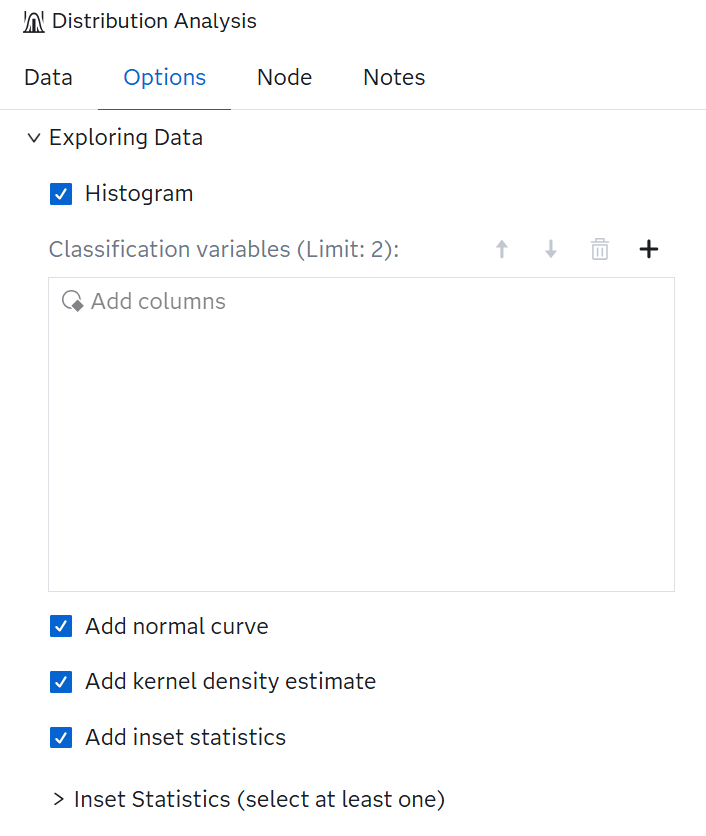 Distribution Analysis
Data Options Node Notes
Exploring Data
Histogram
Classification variables (Limit: 2):
Add columns
Add normal curve
Add kernel density estimate
Add inset statistics
Inset Statistics (select at least one)